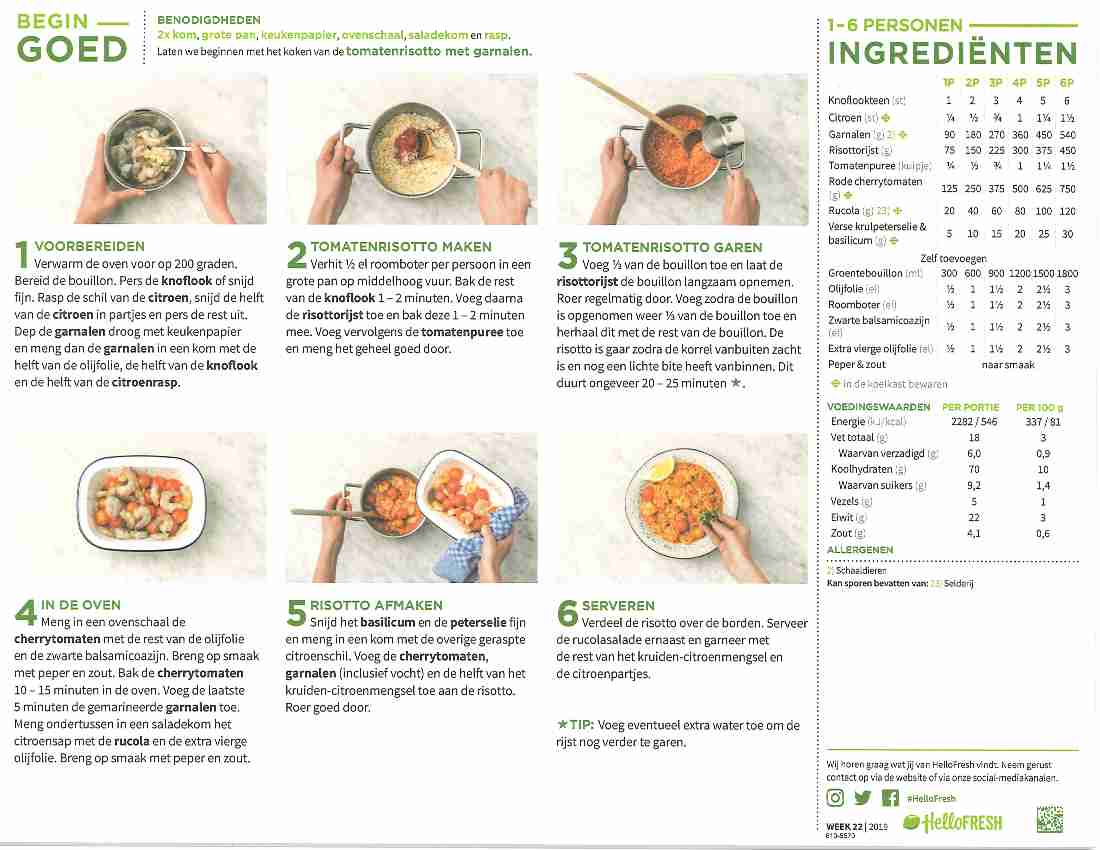 BEGIN
GOED
BENODIGDHEDEN
2x kom, grote pan, keukenpapier, ovenschaal, saladekom en rasp.
Laten we beginnen met het koken van de tomatenrisotto met garnalen.
1 VOORBEREIDEN
Verwarm de oven voor op 200 graden.
Bereid de bouillon. Pers de knoflook of snijd
fijn. Rasp de schil van de citroen, snijd de helft
van de citroen in partjes en pers de rest uit.
Dep de garnalen droog met keukenpapier
en meng dan de garnalen in een kom met de
helft van de olijfolie, de helft van de knoflook
en de helft van de citroenrasp.
2 TOMATENRISOTTO MAKEN
Verhit ½ el roomboter per persoon in een
grote pan op middelhoog vuur. Bak de rest
van de knoflook 1 – 2 minuten. Voeg daarna
de risottorijst toe en bak deze 1 – 2 minuten
mee. Voeg vervolgens de tomatenpuree toe
en meng het geheel goed door.
3 TOMATENRISOTTO GAREN
Voeg ⅓ van de bouillon toe en laat de
risottorijst de bouillon langzaam opnemen.
Roer regelmatig door. Voeg zodra de bouillon
is opgenomen weer ⅓ van de bouillon toe en
herhaal dit met de rest van de bouillon. De
risotto is gaar zodra de korrel vanbuiten zacht
is en nog een lichte bite heeft vanbinnen. Dit
duurt ongeveer 20 – 25 minuten ★.
4 IN DE OVEN
Meng in een ovenschaal de
cherrytomaten met de rest van de olijfolie
en de zwarte balsamicoazijn. Breng op smaak
met peper en zout. Bak de cherrytomaten
10 – 15 minuten in de oven. Voeg de laatste
5 minuten de gemarineerde garnalen toe.
Meng ondertussen in een saladekom het
citroensap met de rucola en de extra vierge
olijfolie. Breng op smaak met peper en zout.
5 RISOTTO AFMAKEN
Snijd het basilicum en de peterselie fijn
en meng in een kom met de overige geraspte
citroenschil. Voeg de cherrytomaten,
garnalen (inclusief vocht) en de helft van het
kruiden-citroenmengsel toe aan de risotto.
Roer goed door.
6 SERVEREN
Verdeel de risotto over de borden. Serveer
de rucolasalade ernaast en garneer met
de rest van het kruiden-citroenmengsel en
de citroenpartjes.
★TIP: Voeg eventueel extra water toe om de
rijst nog verder te garen.
1-6 PERSONEN
INGREDIËNTEN
1P 2P 3P 4P 5P 6P
Knoflookteen (st) 1 2 3 4 5 6
Citroen (st) ¼ ½ ¾ 1 1¼ 1½
Garnalen (g) 2) 90 180 270 360 450 540
Risottorijst (g) 75 150 225 300 375 450
Tomatenpuree (kuipje) ¼ ½ ¾ 1 1¼ 1½
Rode cherrytomaten
(g) 125 250 375 500 625 750
Rucola (g) 23) 20 40 60 80 100 120
Verse krulpeterselie &
basilicum (g) 5 10 15 20 25 30
Zelf toevoegen
Groentebouillon (ml) 300 600 900 1200 1500 1800
Olijfolie (el) ½ 1 1½ 2 2½ 3
Roomboter (el) ½ 1 1½ 2 2½ 3
Zwarte balsamicoazijn
(el) ½ 1 1½ 2 2½ 3
Extra vierge olijfolie (el) ½ 1 1½ 2 2½ 3
Peper & zout naar smaak
in de koelkast bewaren
VOEDINGSWAARDEN PER PORTIE PER 100 g
Energie (kJ/kcal) 2282 / 546 337 / 81
Vet totaal (g) 18 3
Waarvan verzadigd (g) 6,0 0,9
Koolhydraten (g) 70 10
Waarvan suikers (g) 9,2 1,4
Vezels (g) 5 1
Eiwit (g) 22 3
Zout (g) 4,1 0,6
ALLERGENEN
2) Schaaldieren
Kan sporen bevatten van: 23) Selderij
Wij horen graag wat jij van HelloFresh vindt. Neem gerust
contact op via de website of via onze social-mediakanalen.
#HelloFresh
WEEK 22 | 2019
HelloFRESH